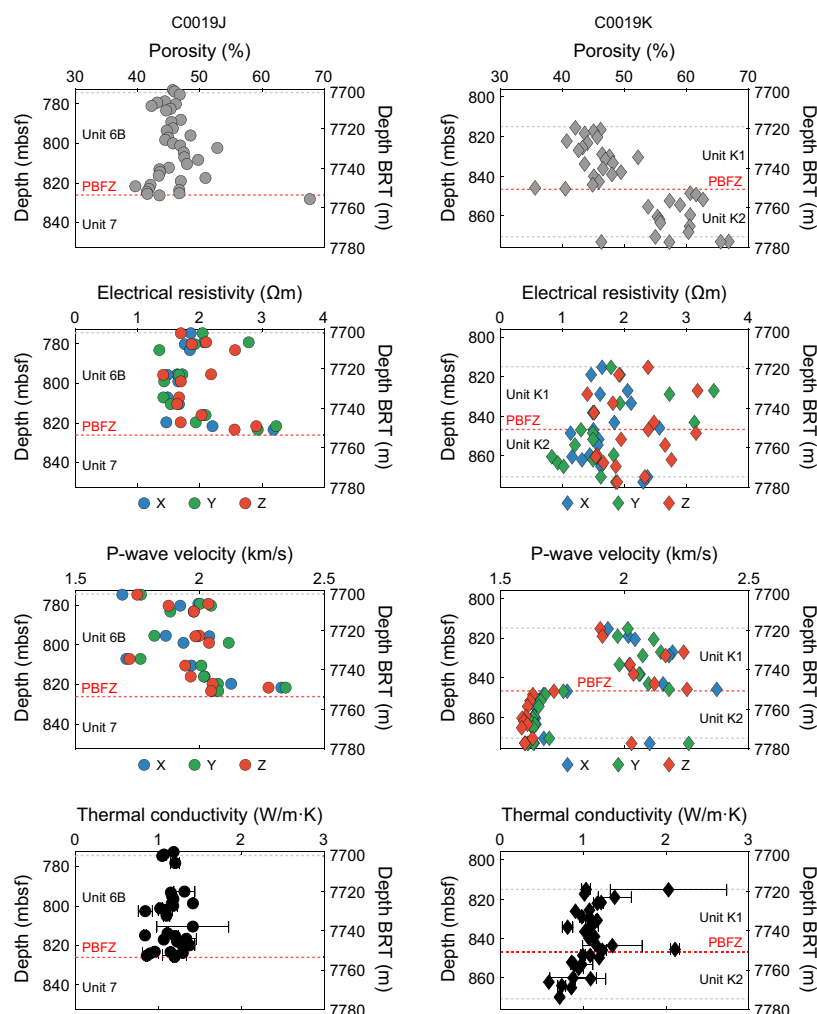 C0019J
Porosity (%)
30 40 50 60 70
780
800
820
840
Depth (mbsf)
7700
7720
7740
7760
7780
Depth BRT (m)
Unit 6B
PBFZ
Unit 7
C0019K
Porosity (%)
30 40 50 60 70
800
820
840
860
Depth (mbsf)
7700
7720
7740
7760
7780
Depth BRT (m)
Unit K1
PBFZ
Unit K2
Electrical resistivity (Ωm)
0 1 2 3 4
780
800
820
840
Depth (mbsf)
7700
7720
7740
7760
7780
Depth BRT (m)
Unit 6B
PBFZ
Unit 7
X Y Z
Electrical resistivity (Ωm)
0 1 2 3 4
800
820
840
860
Depth (mbsf)
7700
7720
7740
7760
7780
Depth BRT (m)
Unit K1
PBFZ
Unit K2
X Y Z
P-wave velocity (km/s)
1.5 2 2.5
780
800
820
840
Depth (mbsf)
7700
7720
7740
7760
7780
Depth BRT (m)
Unit 6B
PBFZ
Unit 7
X Y Z
P-wave velocity (km/s)
1.5 2 2.5
800
820
840
860
Depth (mbsf)
7700
7720
7740
7760
7780
Depth BRT (m)
Unit K1
PBFZ
Unit K2
X Y Z
Thermal conductivity (W/m·K)
0 1 2 3
780
800
820
840
Depth (mbsf)
7700
7720
7740
7760
7780
Depth BRT (m)
Unit 6B
PBFZ
Unit 7
Thermal conductivity (W/m·K)
0 1 2 3
800
820
840
860
Depth (mbsf)
7700
7720
7740
7760
7780
Depth BRT (m)
Unit K1
PBFZ
Unit K2